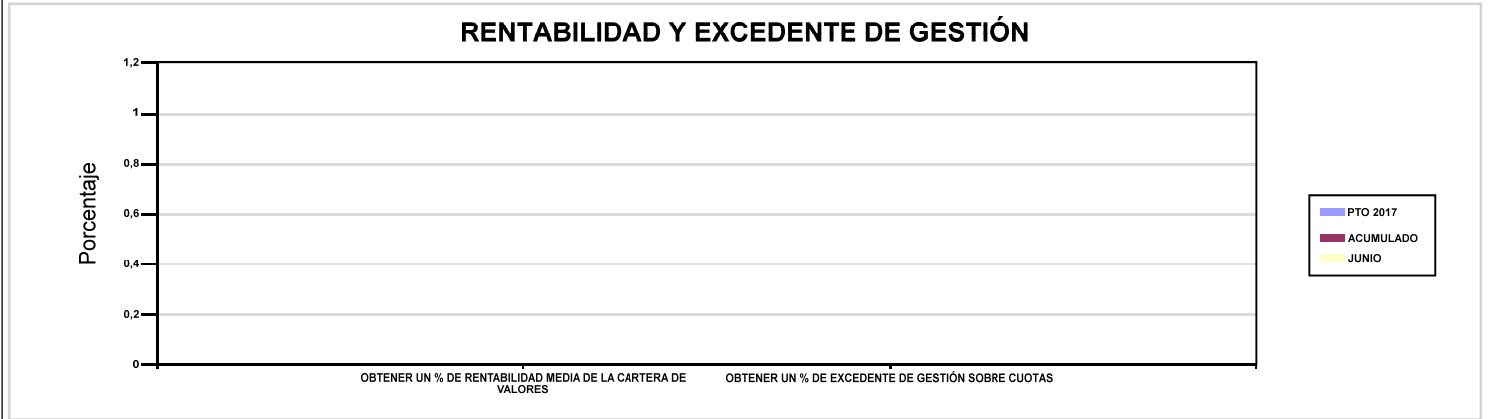 RENTABILIDAD Y EXCEDENTE DE GESTIÓN
1,2
1
0,8
0,6
0,4
0,2
0
Porcentaje
OBTENER UN % DE RENTABILIDAD MEDIA DE LA CARTERA DE
VALORES
OBTENER UN % DE EXCEDENTE DE GESTIÓN SOBRE CUOTAS
PTO 2017
ACUMULADO
JUNIO